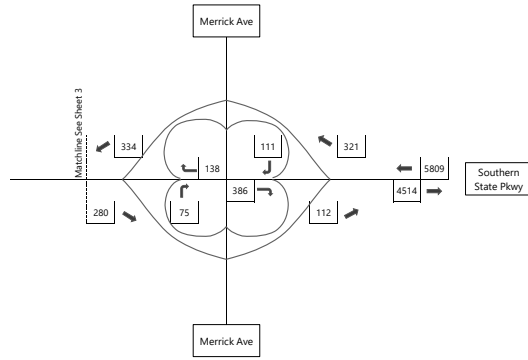 Merrick Ave
Matchline See Sheet 3
334
138
111
321
5809
Southern
State Pkwy
4514
386
280
75
112
Merrick Ave